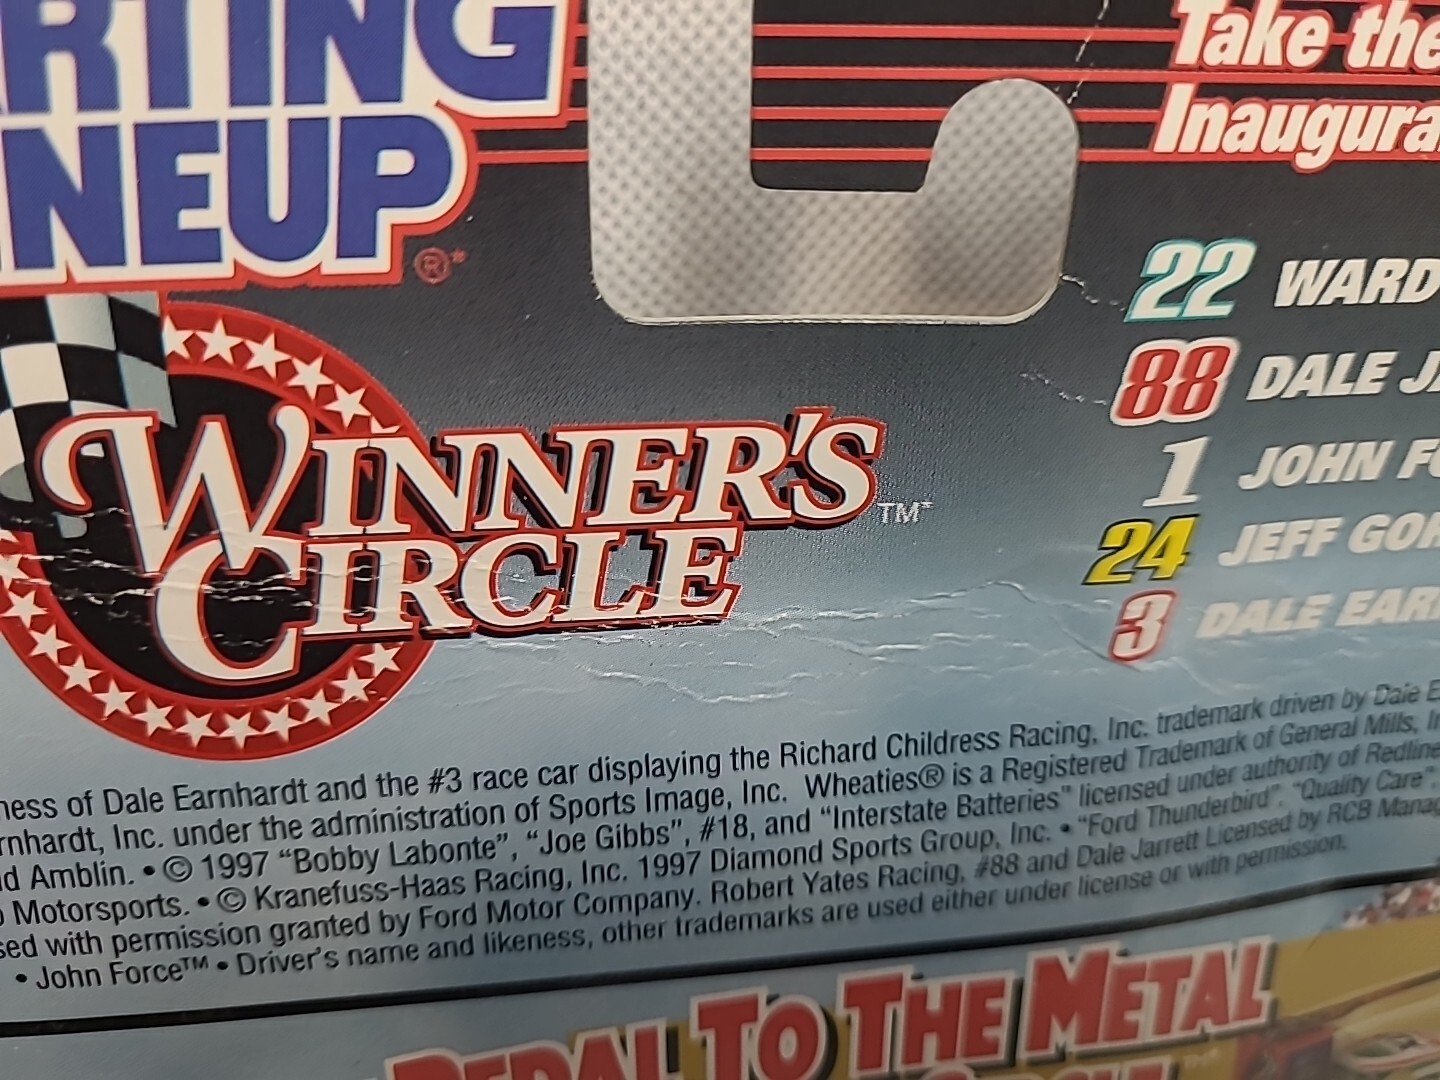 RTING
NEUP®*
Take the
Inaugura
22 WARD
88 DALE
1 JOHN
24 JEFF GOR
3 DALE EAR
WINNER'S
CIRCLE™*
ness of Dale Earnhardt and the #3 race car displaying the Richard Childress Racing, Inc. trademark driven by Dale E
rnhardt, Inc. under the administration of Sports Image, Inc. Wheaties® is a Registered Trademark of General Mills, In
d Amblin. • © 1997 "Bobby Labonte", "Joe Gibbs", #18, and "Interstate Batteries" licensed under authority of Redline
Motorsports. • © Kranefuss-Haas Racing, Inc. 1997 Diamond Sports Group, Inc. • "Ford Thunderbird", "Quality Care",
sed with permission granted by Ford Motor Company. Robert Yates Racing, #88 and Dale Jarrett Licensed by RCB Manag
• John Force™ • Driver's name and likeness, other trademarks are used either under license or with permission.
PEDAL TO THE METAL